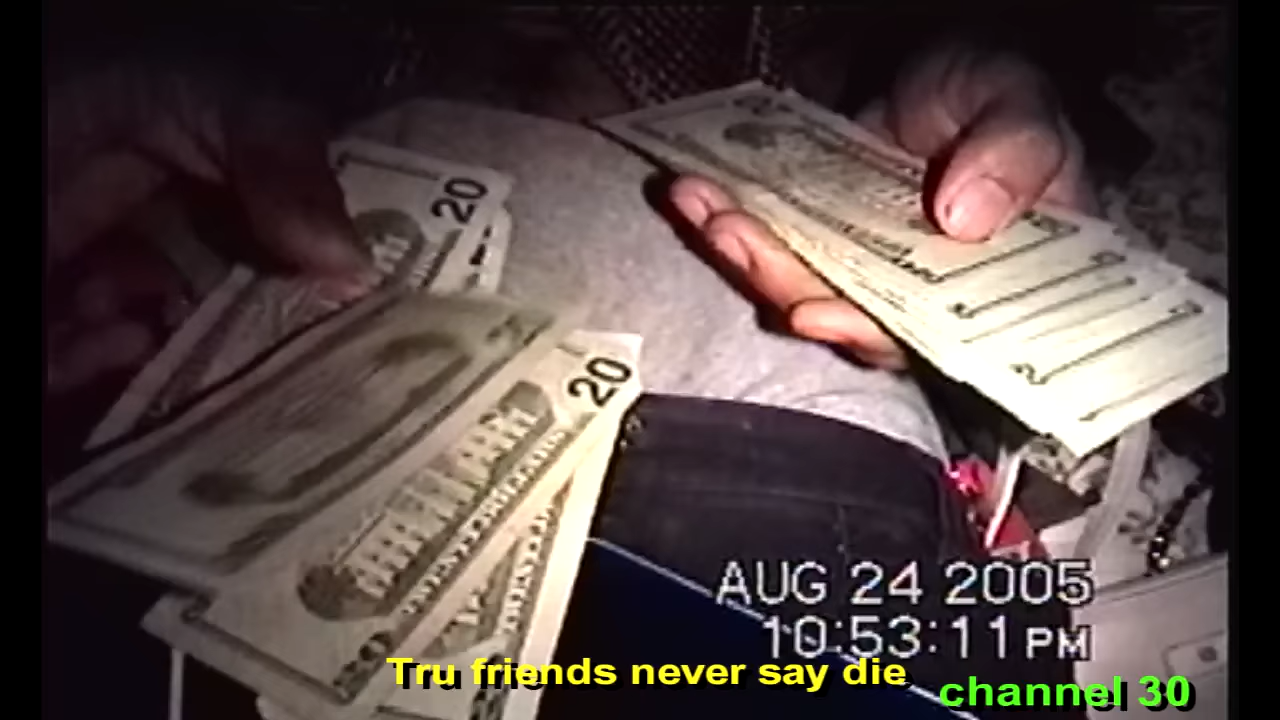 20
20
AUG 24 2005
10:53:11 PM
Tru friends never say die
channel 30